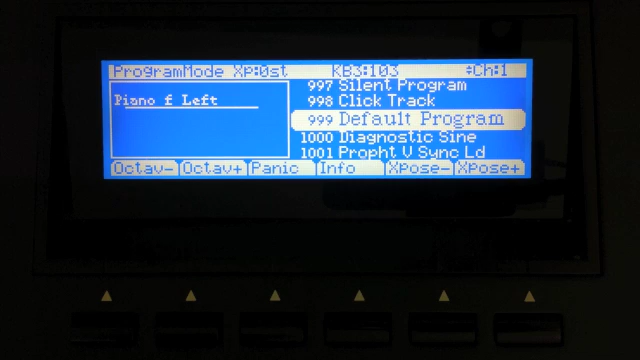 ProgramMode Xp:0st KB3:103 ÷Ch:1
Piano f Left
997 Silent Program
998 Click Track
999 Default Program
1000 Diagnostic Sine
1001 Propht V Sync Ld
Octav- Octav+ Panic Info Xpose- Xpose+